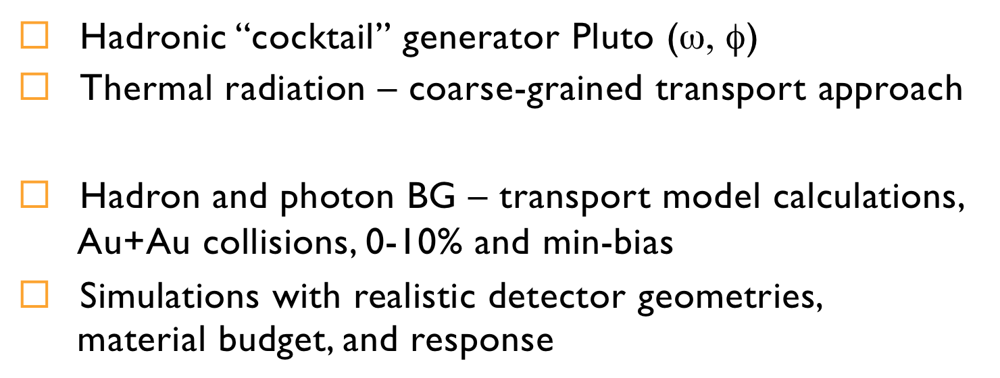 Hadronic “cocktail” generator Pluto (ω, ϕ)
Thermal radiation – coarse-grained transport approach
Hadron and photon BG – transport model calculations,
Au+Au collisions, 0-10% and min-bias
Simulations with realistic detector geometries,
material budget, and response